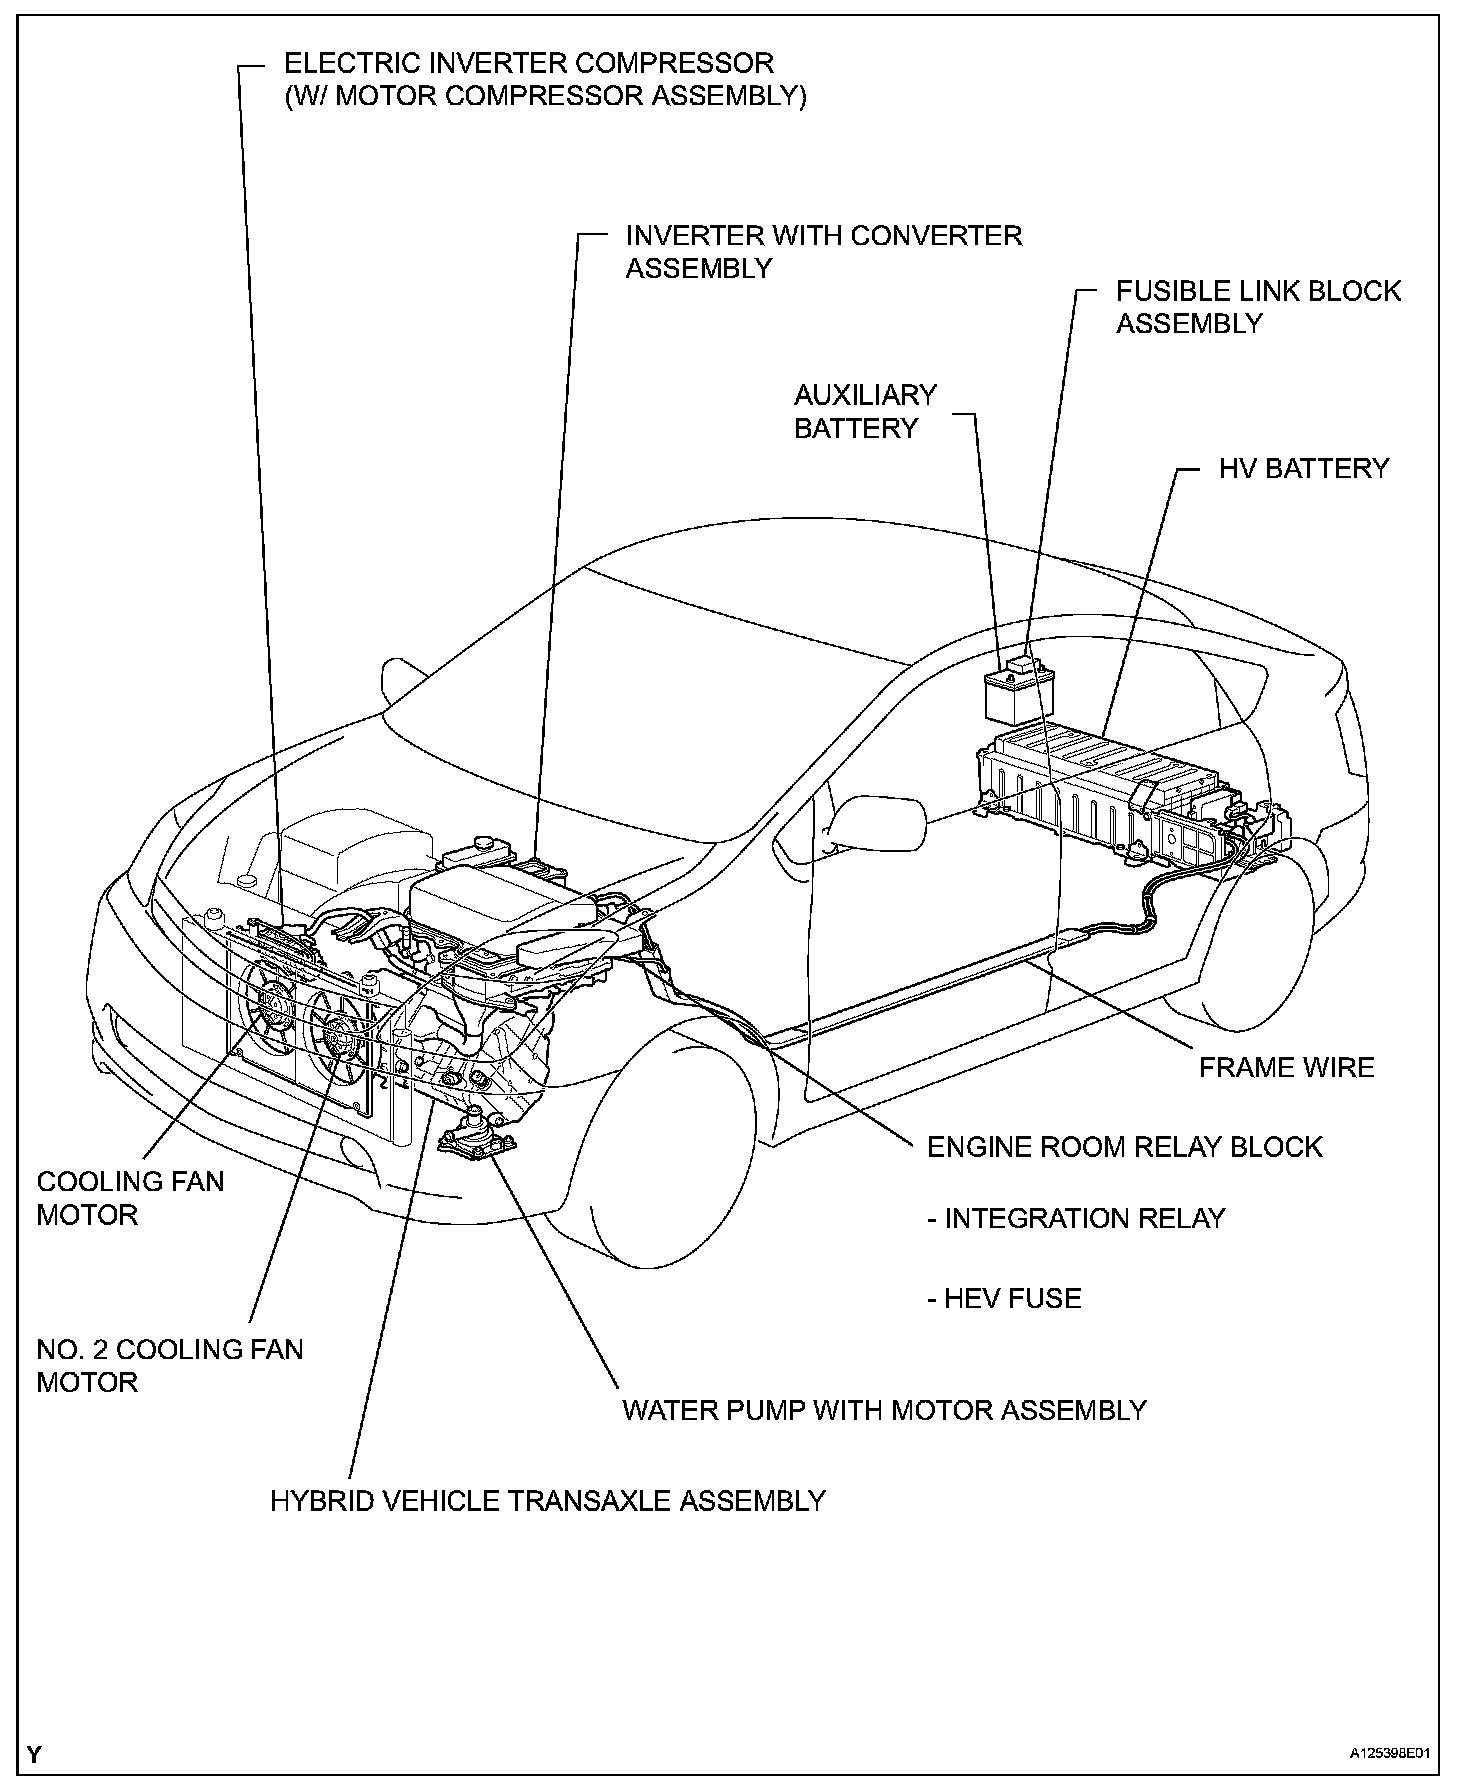 ELECTRIC INVERTER COMPRESSOR
(W/ MOTOR COMPRESSOR ASSEMBLY)
INVERTER WITH CONVERTER
ASSEMBLY
FUSIBLE LINK BLOCK
ASSEMBLY
AUXILIARY
BATTERY
HV BATTERY
FRAME WIRE
ENGINE ROOM RELAY BLOCK
- INTEGRATION RELAY
- HEV FUSE
COOLING FAN
MOTOR
NO. 2 COOLING FAN
MOTOR
WATER PUMP WITH MOTOR ASSEMBLY
HYBRID VEHICLE TRANSAXLE ASSEMBLY
Y
A125398E01